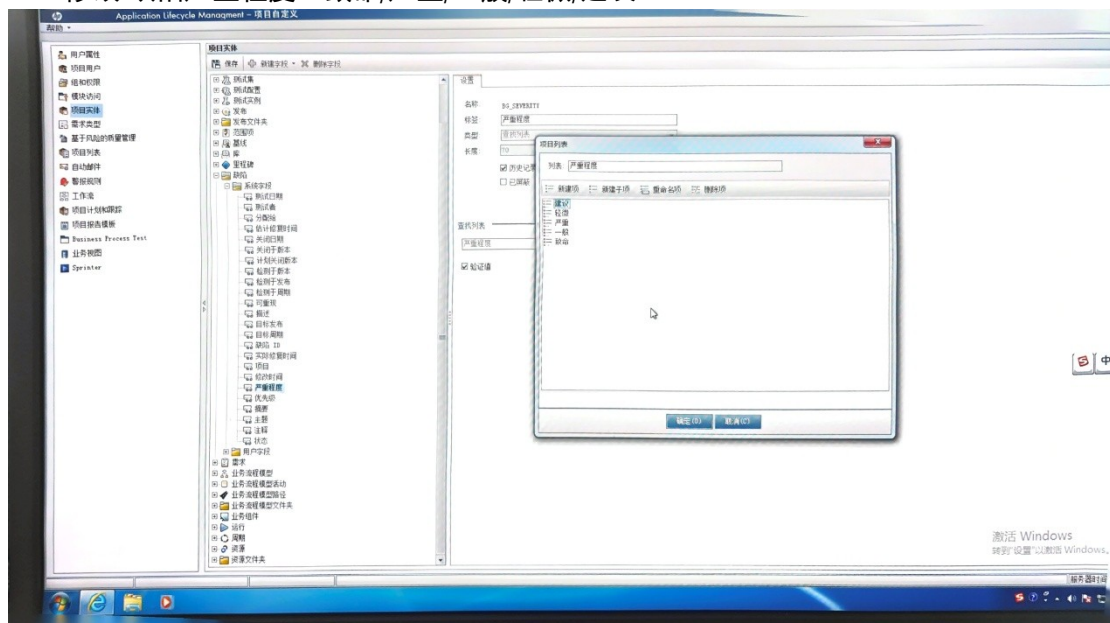 Application Lifecycle Managment - 项目自定义
帮助
用户属性
项目用户
组和权限
模块访问
项目实体
需求类型
基于风险的质量管理
项目列表
自动邮件
警报规则
工作流
项目计划和跟踪
项目报告模板
Business Process Test
业务视图
Sprinter
项目实体
保存 新建字段 删除字段
测试集
测试配置
测试实例
发布
发布文件夹
范围项
基线
库
里程碑
缺陷
系统字段
测试日期
测试者
分配给
估计修复时间
关闭日期
关闭于版本
计划关闭版本
检测于版本
检测于发布
检测于周期
可重现
描述
目标发布
目标周期
缺陷 ID
实际修复时间
项目
修改时间
严重程度
优先级
摘要
主题
注释
状态
用户字段
需求
业务流程模型
业务流程模型活动
业务流程模型路径
业务流程模型文件夹
业务组件
运行
周期
资源
资源文件夹
设置
名称 BG_SEVERITY
标签 严重程度
类型 查找列表
长度 70
历史记录
已屏蔽
查找列表
严重程度
验证值
项目列表
列表: 严重程度
新建项 新建子项 重命名项 删除项
建议
轻微
严重
一般
致命
确定(O) 取消(C)
中
激活 Windows
转到"设置"以激活 Windows。
服务器时间